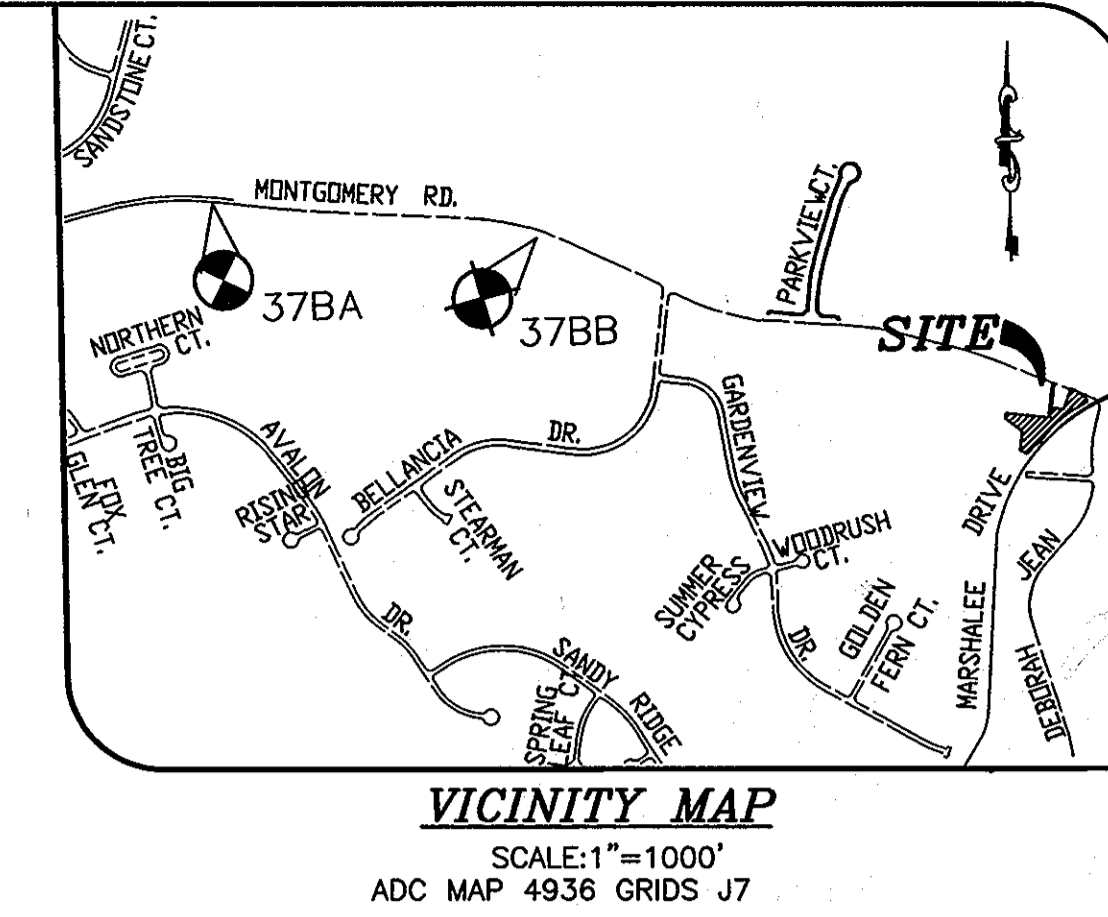 SANDSTONE CT.
MONTGOMERY RD.
PARKVIEW CT.
37BA
37BB
SITE
NORTHERN
CT.
AVALON
BIG
TREE CT.
FOX
GLEN CT.
RISING
STAR
BELLANCIA
DR.
STEARMAN
CT.
GARDENVIEW
WOODRUSH
CT.
SUMMER
CYPRESS
DR.
GOLDEN
FERN CT.
MARSHALEE
DRIVE
DEBORAH
JEAN
DR.
SANDY RIDGE
SPRING
LEAF CT.
VICINITY MAP
SCALE:1"=1000'
ADC MAP 4936 GRIDS J7